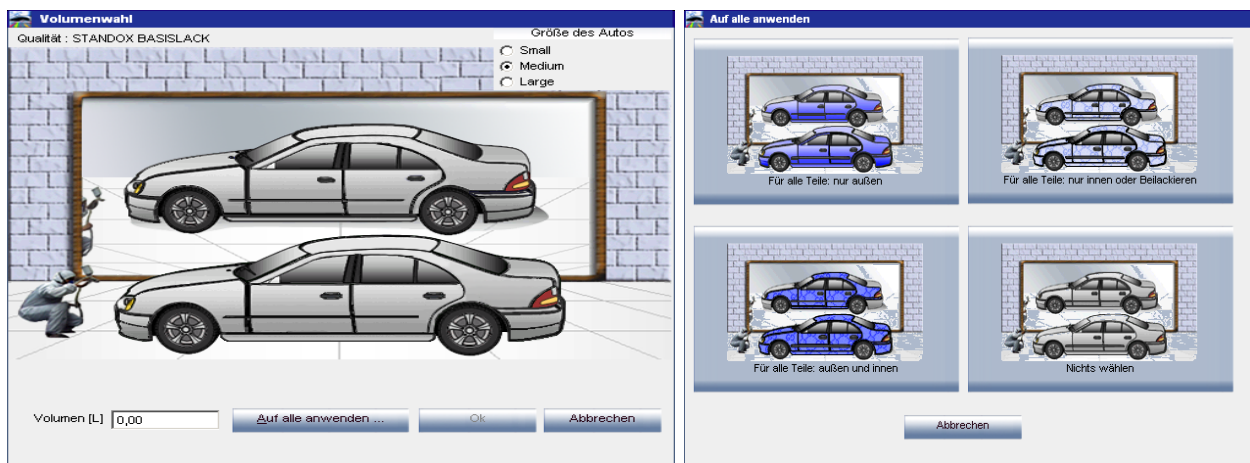 Volumenwahl
Qualität : STANDOX BASISLACK
Größe des Autos
Small
Medium
Large
Volumen [L] 0,00
Auf alle anwenden ...
Ok
Abbrechen
Auf alle anwenden
Für alle Teile: nur außen
Für alle Teile: nur innen oder Beilackieren
Für alle Teile: außen und innen
Nichts wählen
Abbrechen